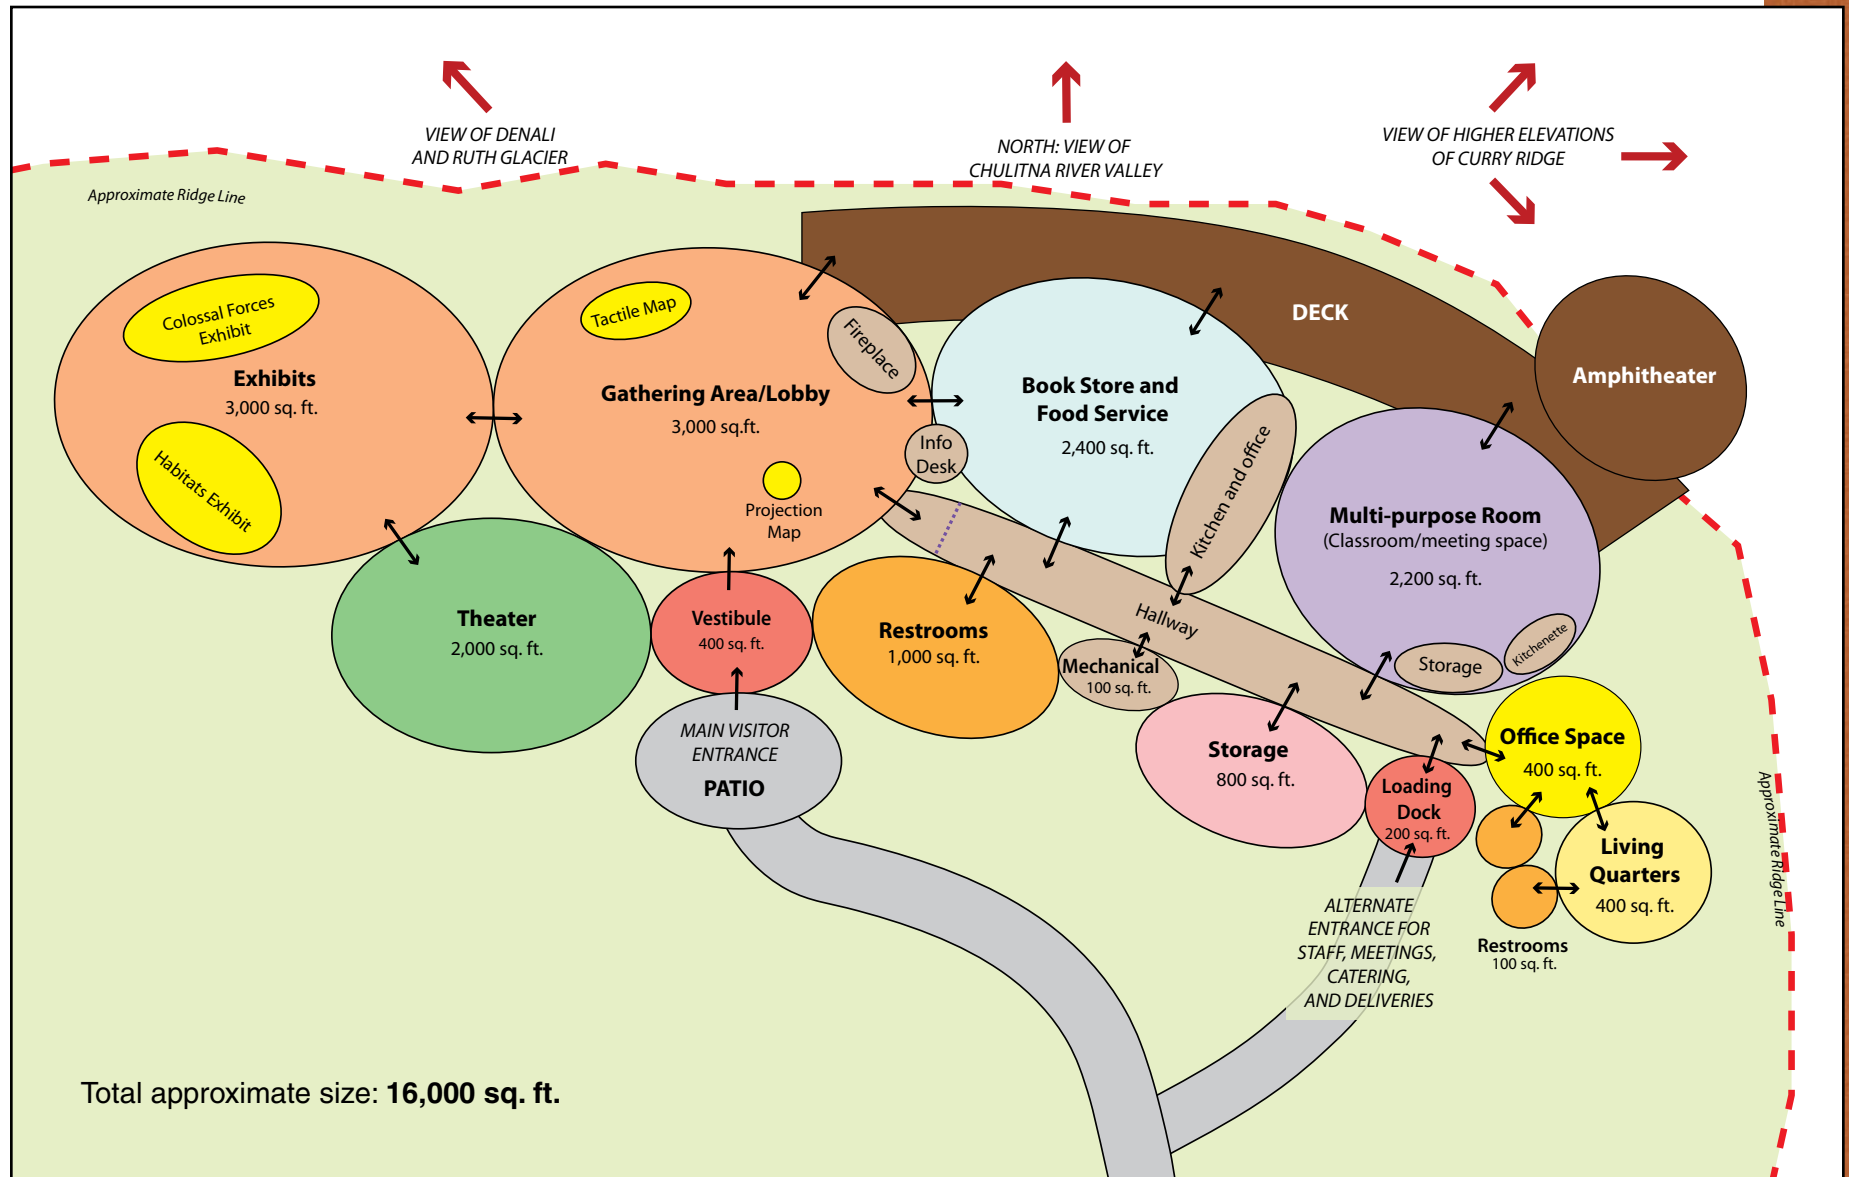 VIEW OF DENALI
AND RUTH GLACIER
NORTH: VIEW OF
CHULITNA RIVER VALLEY
VIEW OF HIGHER ELEVATIONS
OF CURRY RIDGE
Approximate Ridge Line
Colossal Forces
Exhibit
Exhibits
3,000 sq. ft.
Habitats Exhibit
Tactile Map
Fireplace
Gathering Area/Lobby
3,000 sq.ft.
Info
Desk
Projection
Map
DECK
Book Store and
Food Service
2,400 sq. ft.
Kitchen and office
Amphitheater
Multi-purpose Room
(Classroom/meeting space)
2,200 sq. ft.
Storage
Kitchenette
Theater
2,000 sq. ft.
Vestibule
400 sq. ft.
Restrooms
1,000 sq. ft.
Hallway
Mechanical
100 sq. ft.
MAIN VISITOR
ENTRANCE
PATIO
Storage
800 sq. ft.
Loading
Dock
200 sq. ft.
Office Space
400 sq. ft.
Living
Quarters
400 sq. ft.
Restrooms
100 sq. ft.
Approximate Ridge Line
ALTERNATE
ENTRANCE FOR
STAFF, MEETINGS,
CATERING,
AND DELIVERIES
Total approximate size: 16,000 sq. ft.